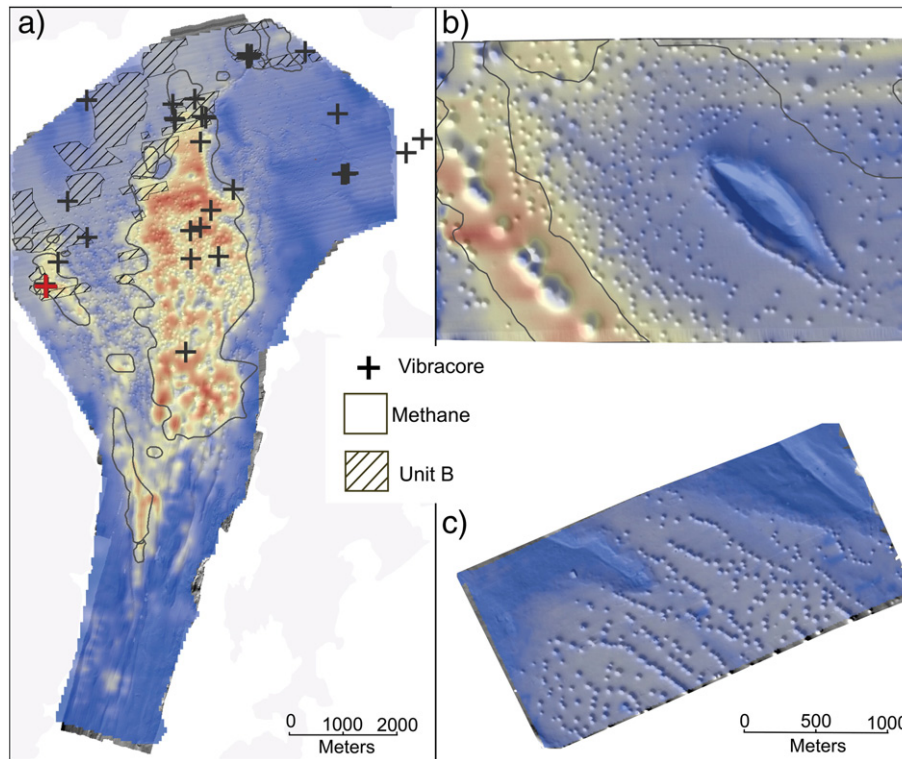 a)
b)
Vibracore
Methane
Unit B
c)
0 1000 2000
Meters
0 500 1000
Meters